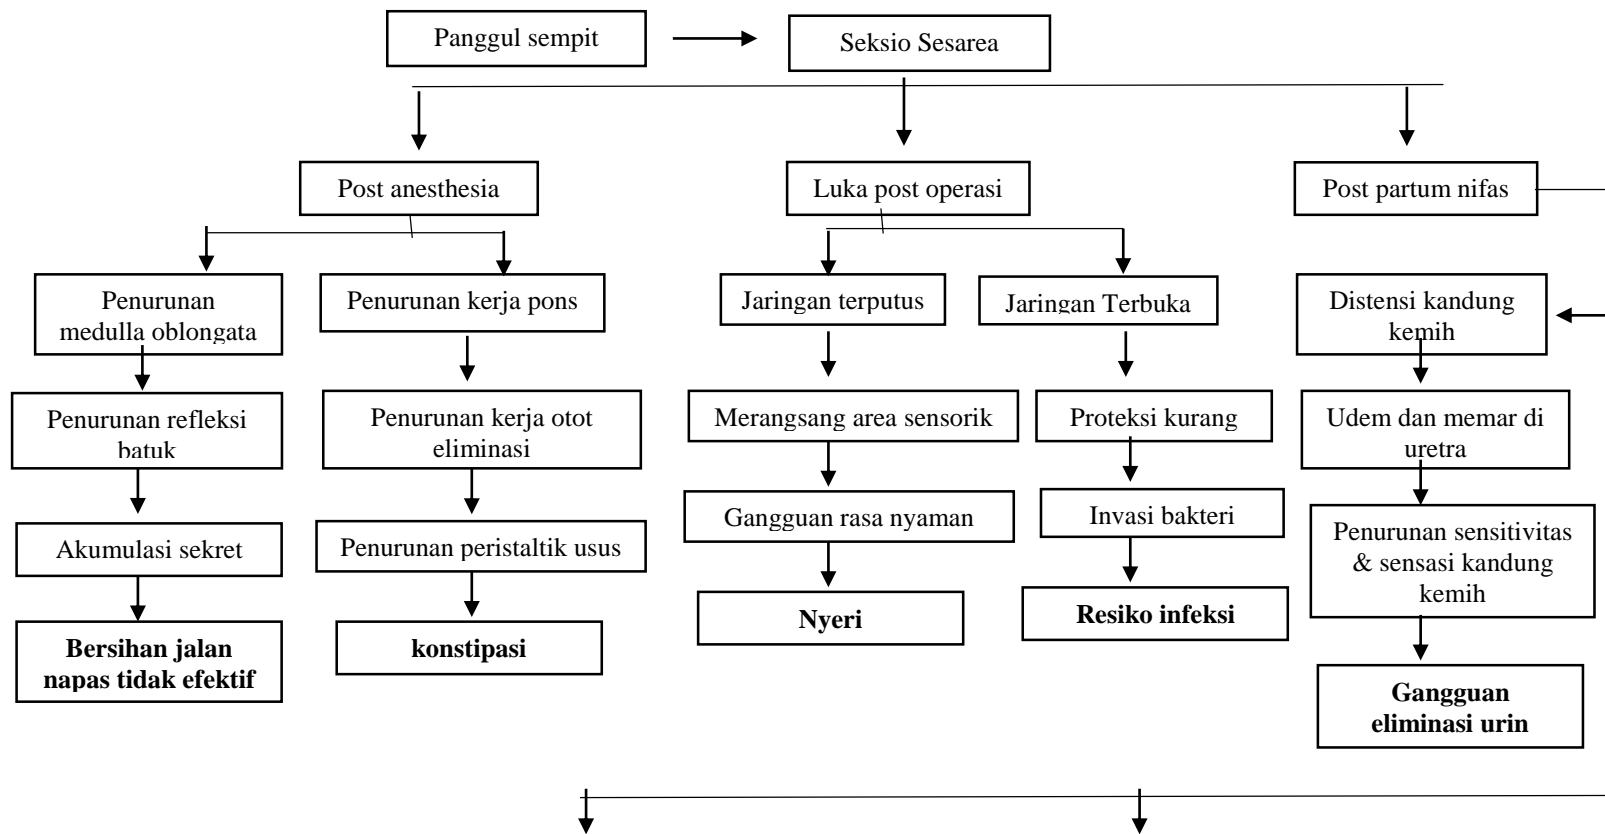 Panggul sempit
Seksio Sesarea
Post anesthesia
Luka post operasi
Post partum nifas
Penurunan
medulla oblongata
Penurunan kerja pons
Jaringan terputus
Jaringan Terbuka
Distensi kandung
kemih
Penurunan refleksi
batuk
Penurunan kerja otot
eliminasi
Merangsang area sensorik
Proteksi kurang
Udem dan memar di
uretra
Akumulasi sekret
Penurunan peristaltik usus
Gangguan rasa nyaman
Invasi bakteri
Penurunan sensitivitas
& sensasi kandung
kemih
Bersihan jalan
napas tidak efektif
konstipasi
Nyeri
Resiko infeksi
Gangguan
eliminasi urin